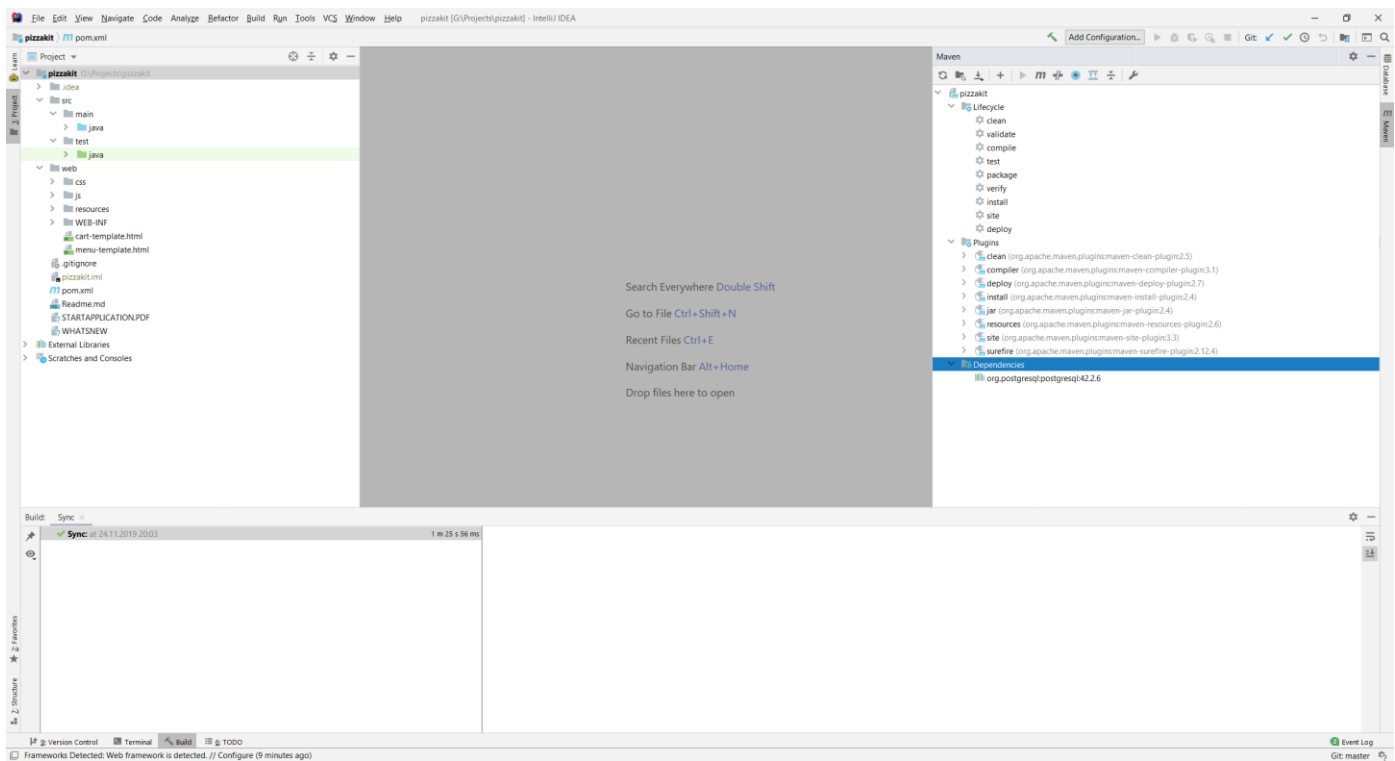 File Edit View Navigate Code Analyze Refactor Build Run Tools VCS Window Help pizzakit [G:\Projects\pizzakit] - IntelliJ IDEA
pizzakit pom.xml
Add Configuration... Git:
Learn
1: Project
Project
pizzakit G:\Projects\pizzakit
.idea
src
main
java
test
java
web
css
js
resources
WEB-INF
cart-template.html
menu-template.html
.gitignore
pizzakit.iml
pom.xml
Readme.md
STARTAPPLICATION.PDF
WHATSNEW
External Libraries
Scratches and Consoles
Search Everywhere Double Shift
Go to File Ctrl+Shift+N
Recent Files Ctrl+E
Navigation Bar Alt+Home
Drop files here to open
Maven
pizzakit
Lifecycle
clean
validate
compile
test
package
verify
install
site
deploy
Plugins
clean (org.apache.maven.plugins:maven-clean-plugin:2.5)
compiler (org.apache.maven.plugins:maven-compiler-plugin:3.1)
deploy (org.apache.maven.plugins:maven-deploy-plugin:2.7)
install (org.apache.maven.plugins:maven-install-plugin:2.4)
jar (org.apache.maven.plugins:maven-jar-plugin:2.4)
resources (org.apache.maven.plugins:maven-resources-plugin:2.6)
site (org.apache.maven.plugins:maven-site-plugin:3.3)
surefire (org.apache.maven.plugins:maven-surefire-plugin:2.12.4)
Dependencies
org.postgresql:postgresql:42.2.6
Database
Maven
Build: Sync
Sync: at 24.11.2019 20:03 1 m 25 s 56 ms
2: Favorites
7: Structure
9: Version Control Terminal Build 6: TODO
2 Event Log
Frameworks Detected: Web framework is detected. // Configure (9 minutes ago)
Git: master